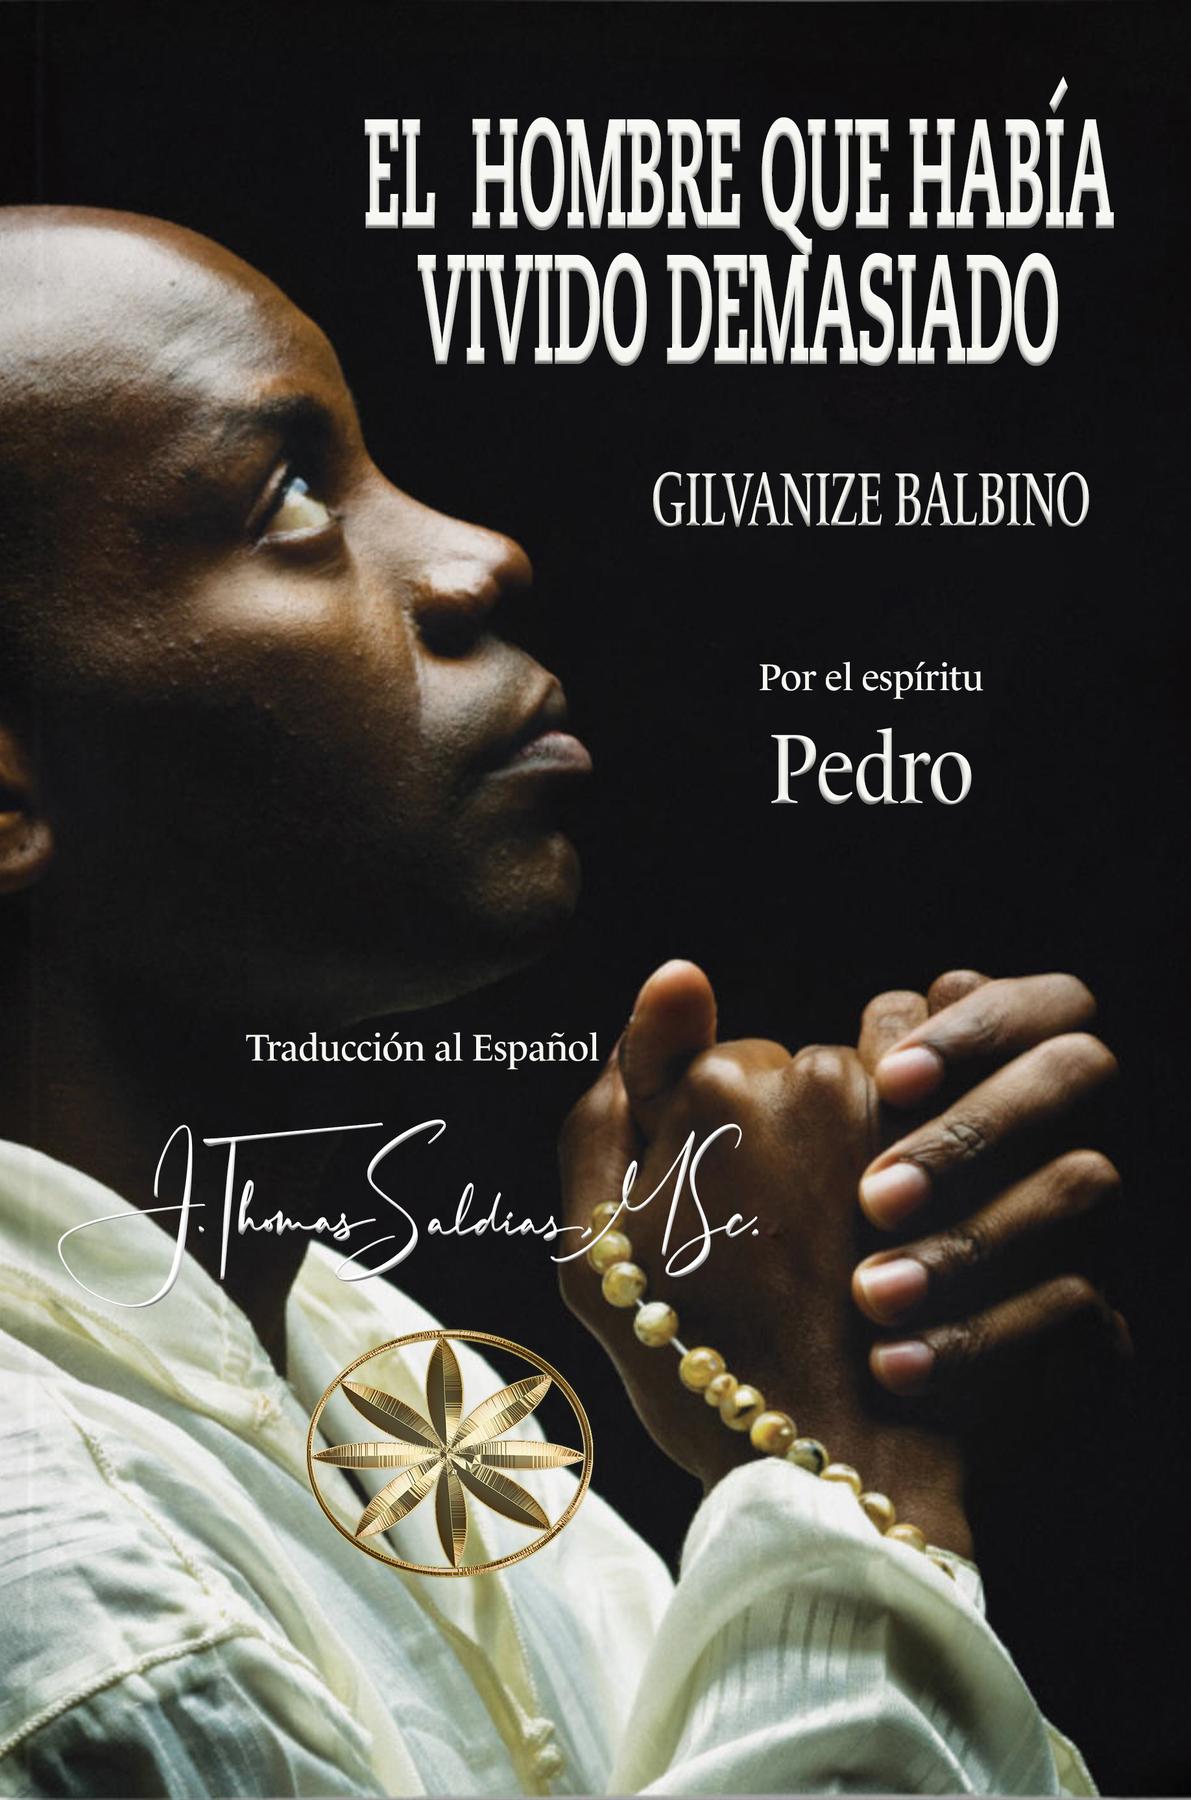 EL HOMBRE QUE HABÍA
VIVIDO DEMASIADO
GILVANIZE BALBINO
Por el espíritu
Pedro
Traducción al Español
J. Thomas Saldias, MSc.